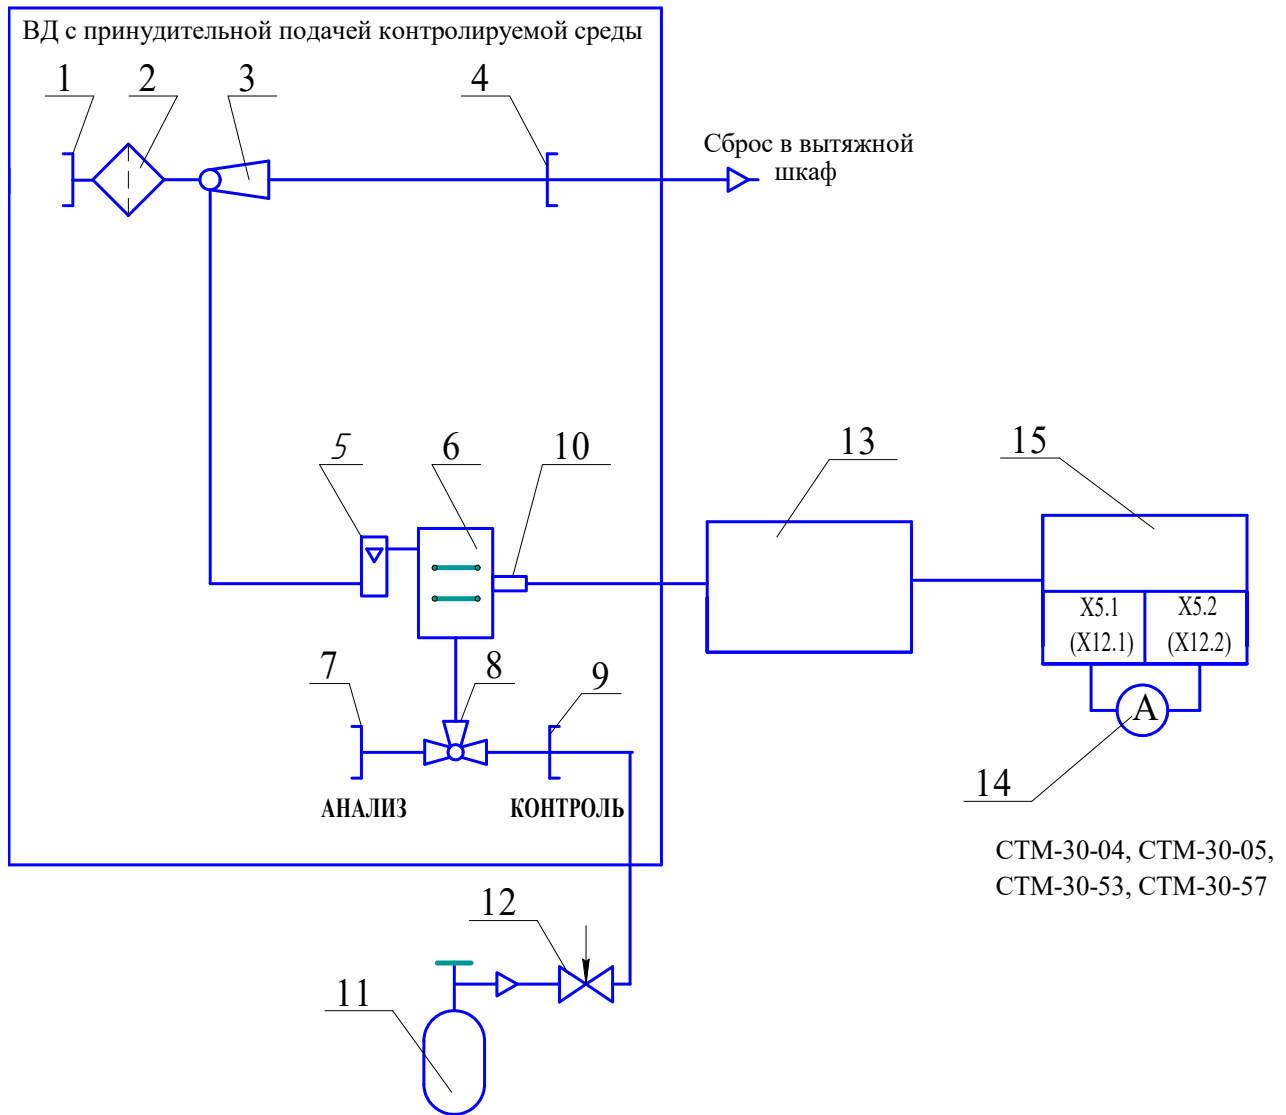 ВД с принудительной подачей контролируемой среды
1
2
3
4
Сброс в вытяжной
шкаф
5
6
10
13
15
X5.1
(X12.1)
X5.2
(X12.2)
7
8
9
A
14
АНАЛИЗ
КОНТРОЛЬ
СТМ-30-04, СТМ-30-05,
СТМ-30-53, СТМ-30-57
12
11